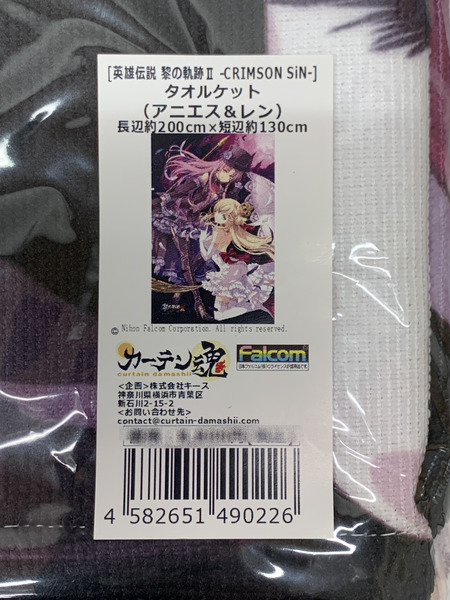 [英雄伝説 黎の軌跡Ⅱ -CRIMSON SiN-]
タオルケット
(アニエス&レン)
長辺約200cm×短辺約130cm
© Nihon Falcom Corporation. All rights reserved.
カーテン魂
curtain damashii
Falcom
<企画>株式会社キース
神奈川県横浜市青葉区
新石川2-15-2
<お問い合わせ先>
contact@curtain-damashii.com
4 582651 490226